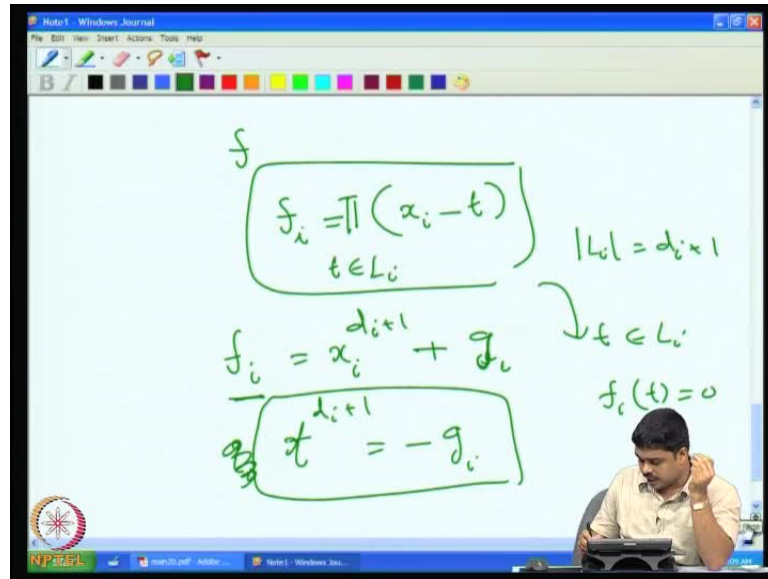 Note1 - Windows Journal
File Edit View Insert Actions Tools Help
B I
f
f_i = Π (x_i - t)
t ∈ L_i
|L_i| = d_i + 1
t ∈ L_i
f_i = x_i^{d_i+1} + g_i
f_i(t) = 0
t^{d_i+1} = - g_i
NPTEL
main20.pdf - Adobe ...
Note1 - Windows Jou...